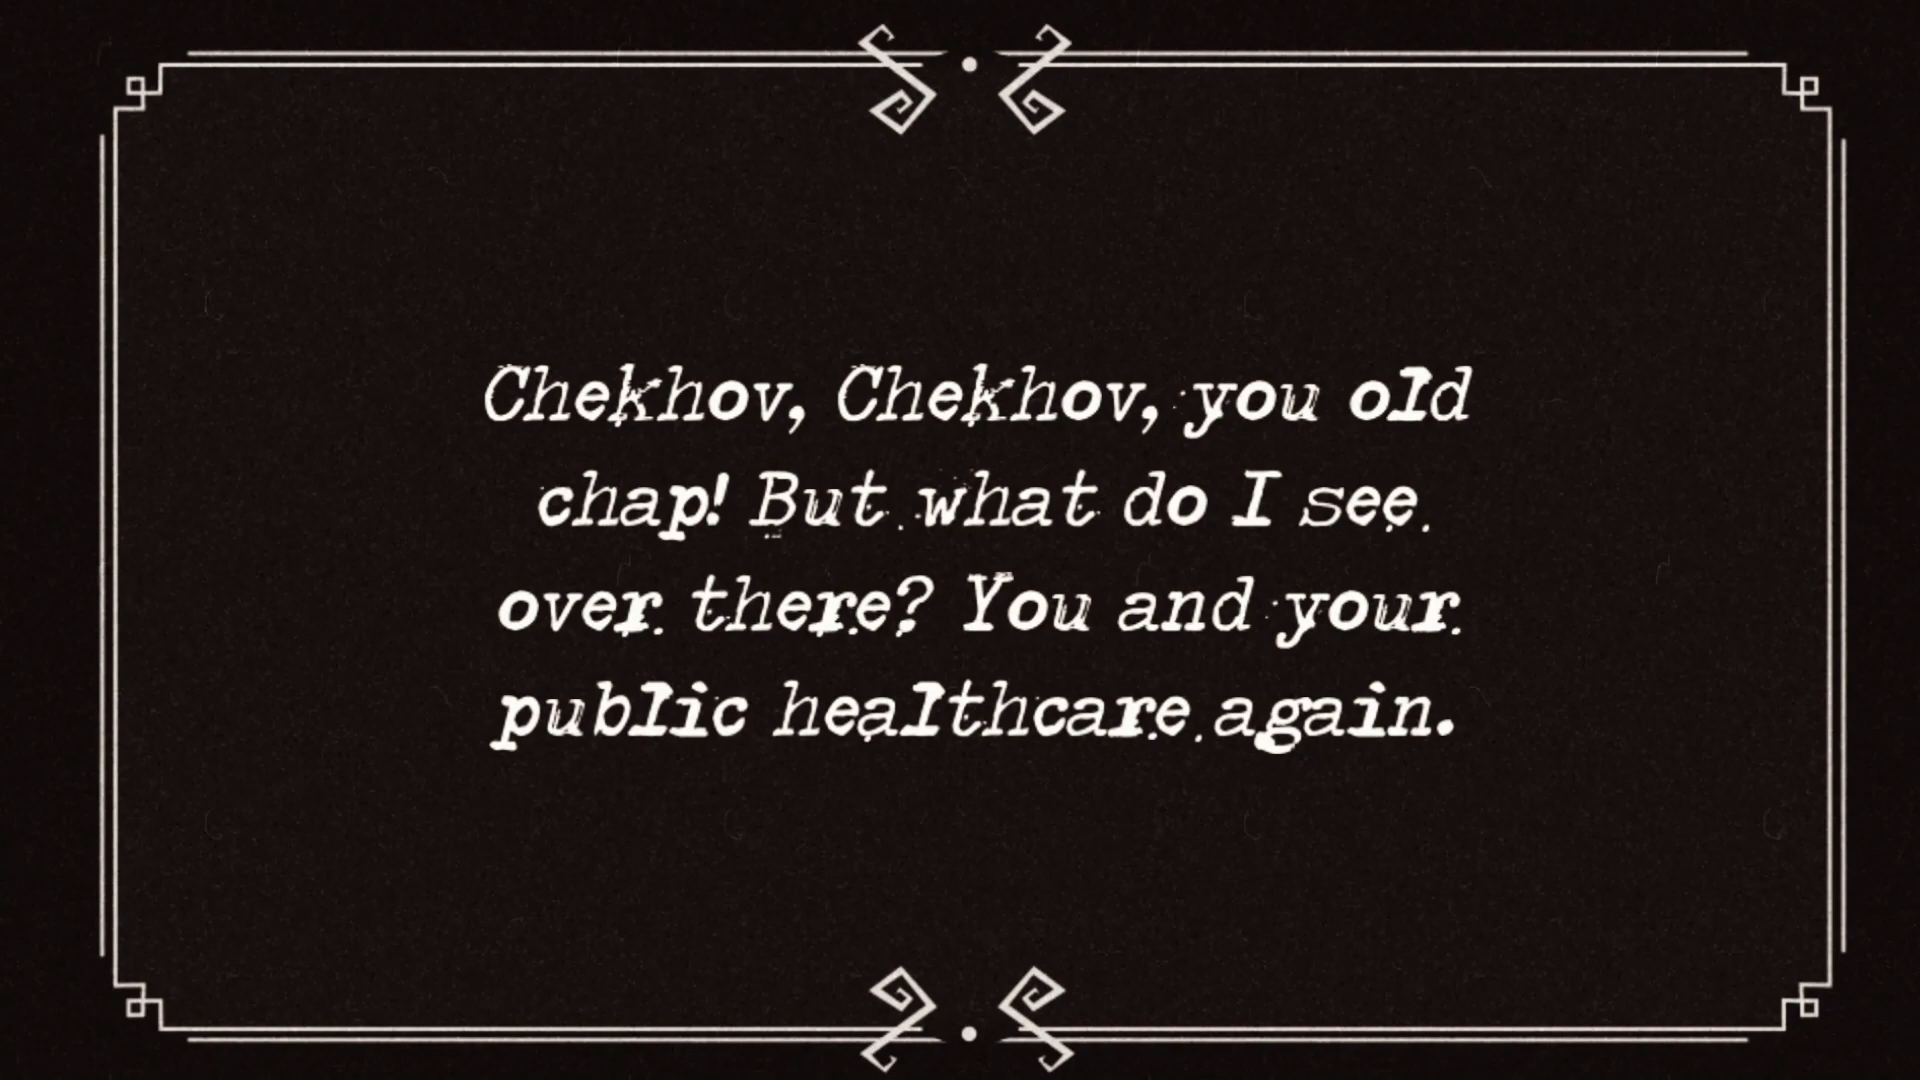 Chekhov, Chekhov, you old
chap! But what do I see
over there? You and your
public healthcare again.